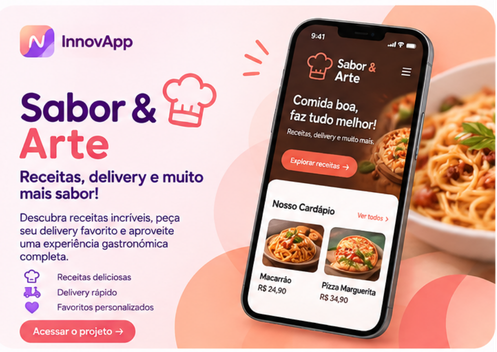 InnovApp
Sabor &
Arte
Receitas, delivery e muito
mais sabor!
Descubra receitas incríveis, peça
seu delivery favorito e aproveite
uma experiência gastronómica
completa.
Receitas deliciosas
Delivery rápido
Favoritos personalizados
Acessar o projeto →
9:41
Sabor &
Arte
Comida boa,
faz tudo melhor!
Receitas, delivery e muito mais.
Explorar receitas →
Nosso Cardápio
Ver todos >
Macarrão
R$ 24,90
Pizza Marguerita
R$ 34,90